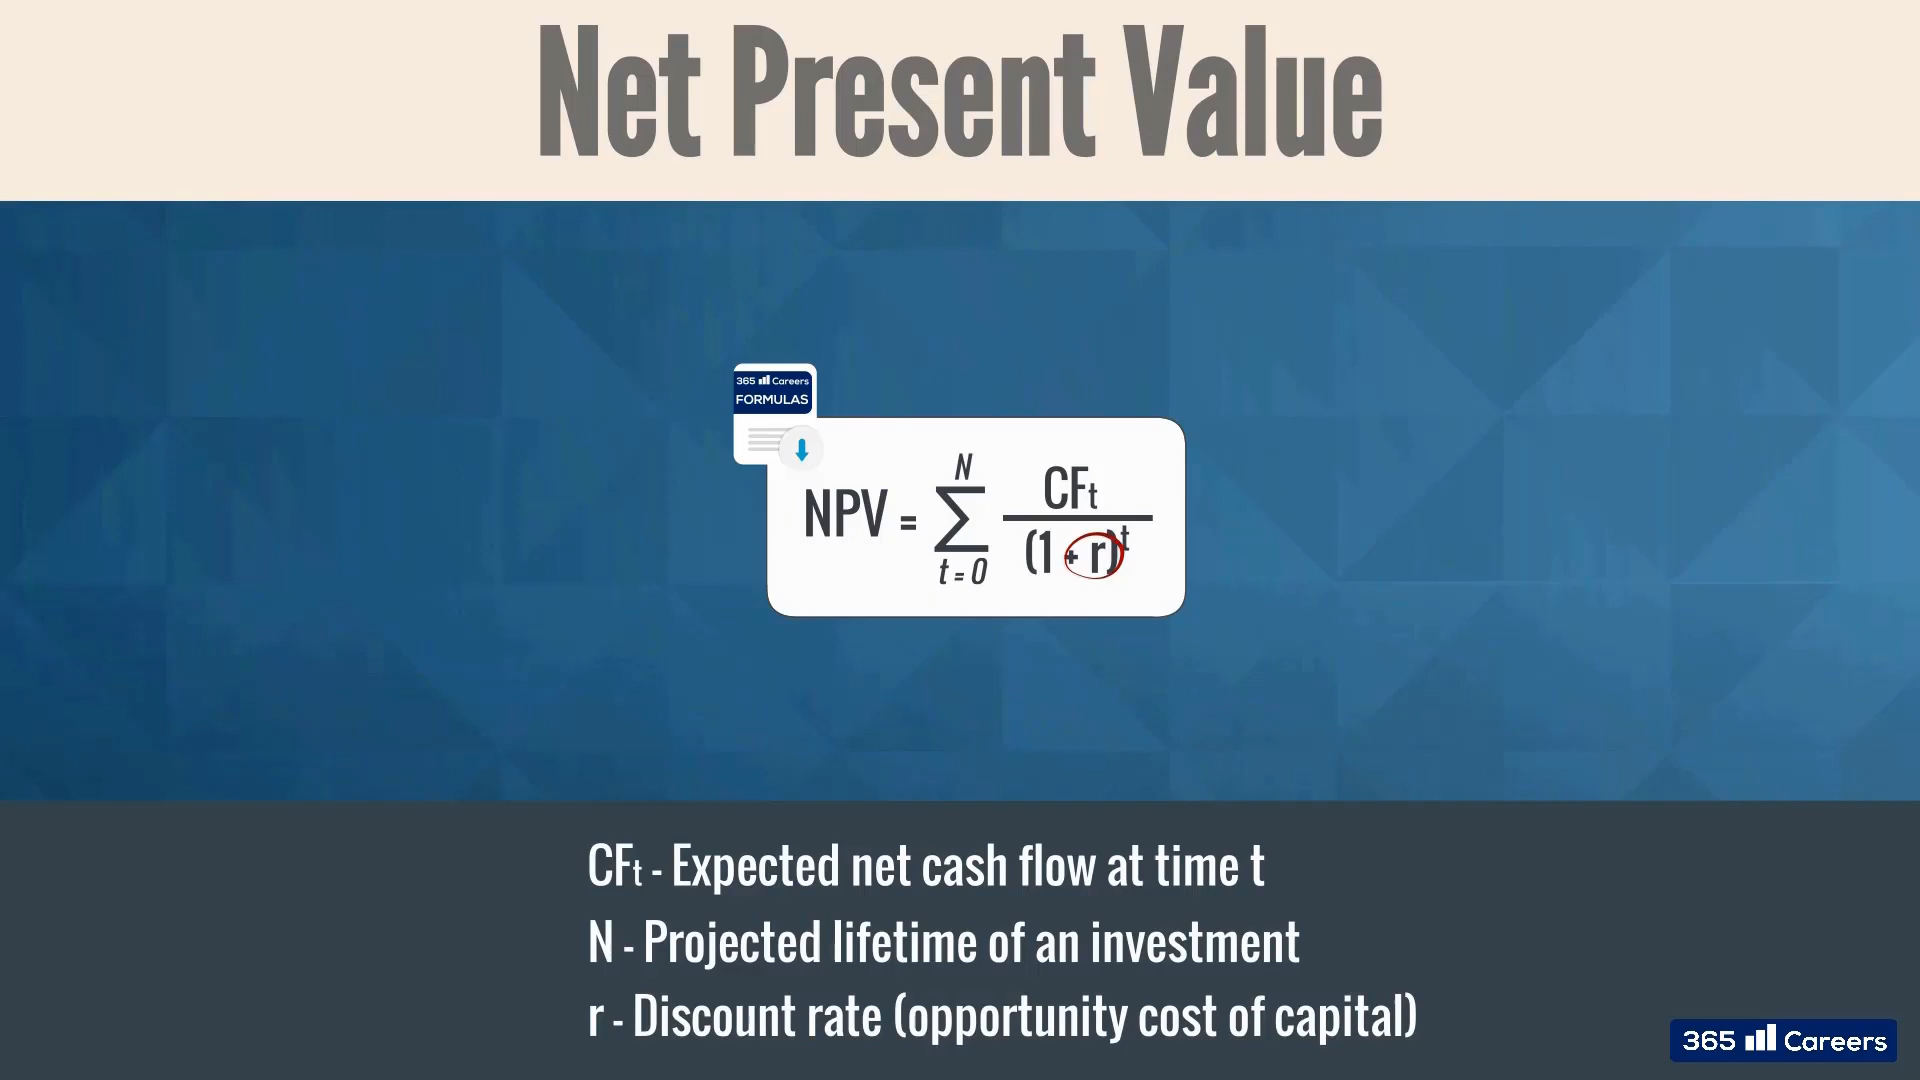 Net Present Value
365 Careers
FORMULAS
NPV = N ∑ t = 0 CFt / (1 + r)t
CFt - Expected net cash flow at time t
N - Projected lifetime of an investment
r - Discount rate (opportunity cost of capital)
365 Careers